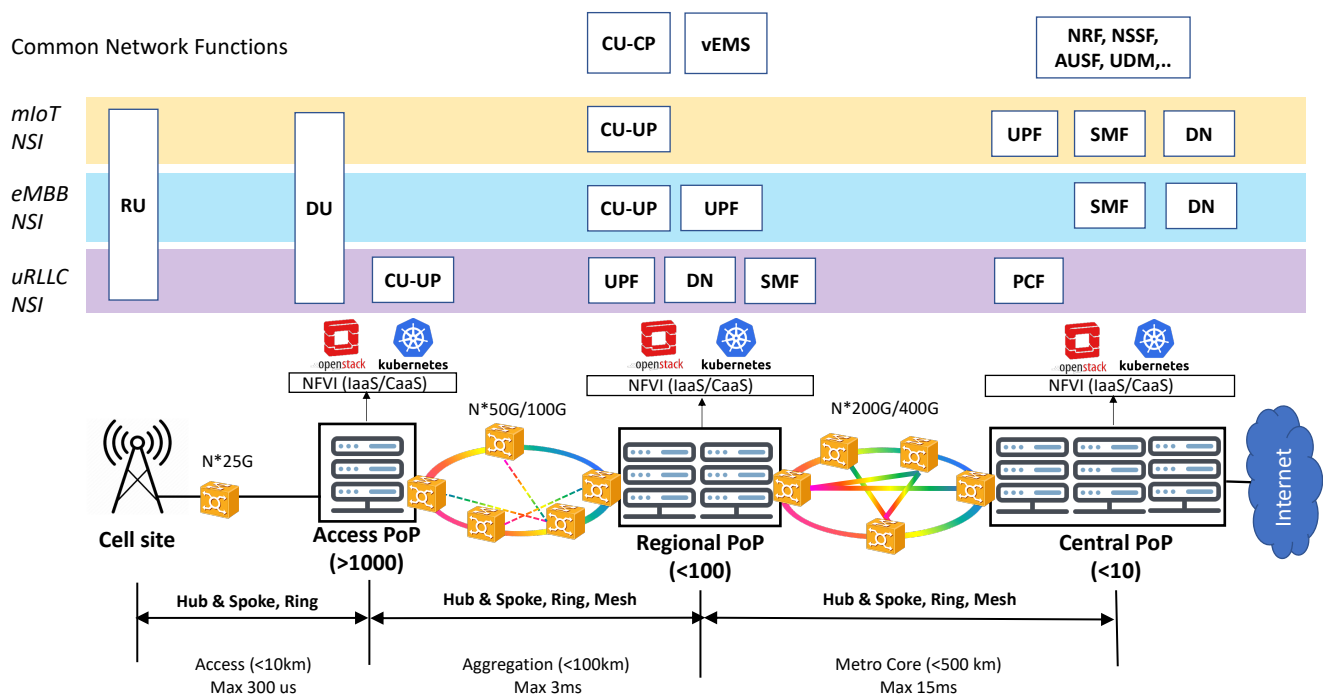 Common Network Functions
CU-CP
vEMS
NRF, NSSF,
AUSF, UDM,..
mIoT
NSI
CU-UP
UPF
SMF
DN
eMBB
NSI
RU
DU
CU-UP
UPF
SMF
DN
uRLLC
NSI
CU-UP
UPF
DN
SMF
PCF
openstack
kubernetes
openstack
kubernetes
openstack
kubernetes
NFVI (IaaS/CaaS)
NFVI (IaaS/CaaS)
NFVI (IaaS/CaaS)
N*25G
N*50G/100G
N*200G/400G
Internet
Cell site
Access PoP
(>1000)
Regional PoP
(<100)
Central PoP
(<10)
Hub & Spoke, Ring
Hub & Spoke, Ring, Mesh
Hub & Spoke, Ring, Mesh
Access (<10km)
Max 300 us
Aggregation (<100km)
Max 3ms
Metro Core (<500 km)
Max 15ms